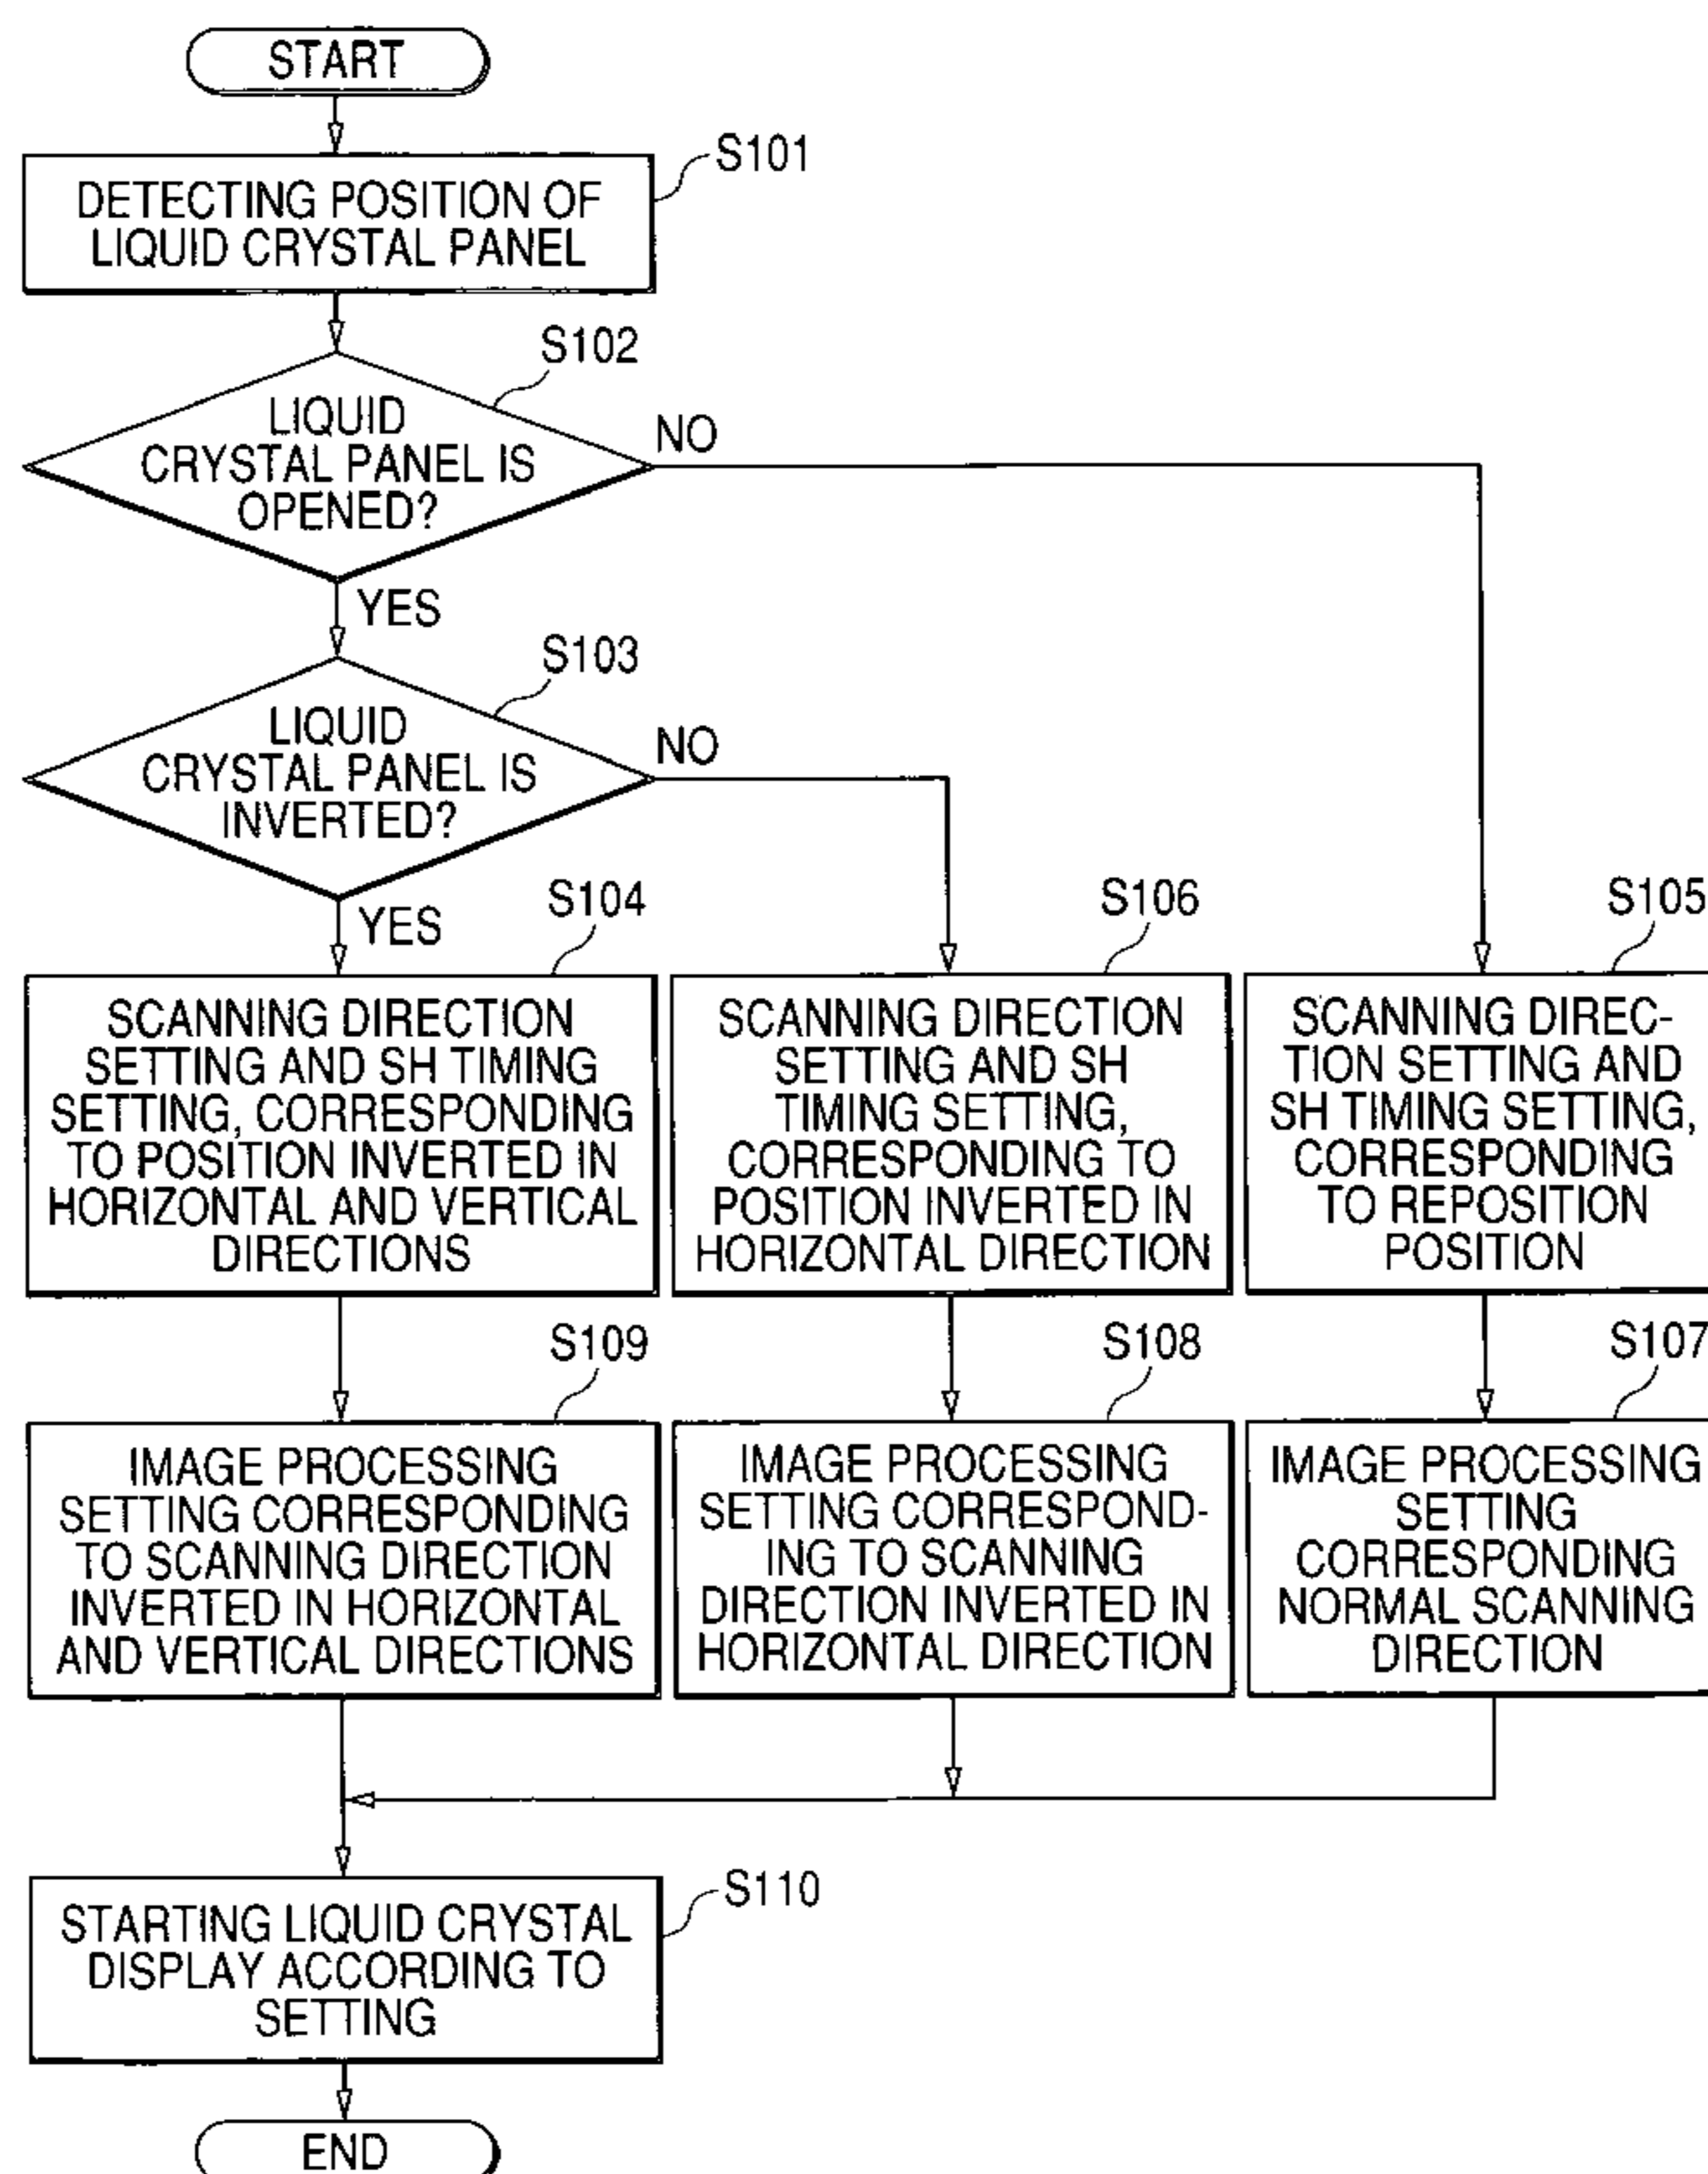 START
S101
DETECTING POSITION OF
LIQUID CRYSTAL PANEL
S102
LIQUID
CRYSTAL PANEL IS
OPENED?
NO
YES
S103
LIQUID
CRYSTAL PANEL IS
INVERTED?
NO
YES
S104
SCANNING DIRECTION
SETTING AND SH TIMING
SETTING, CORRESPONDING
TO POSITION INVERTED IN
HORIZONTAL AND VERTICAL
DIRECTIONS
S106
SCANNING DIRECTION
SETTING AND SH
TIMING SETTING,
CORRESPONDING TO
POSITION INVERTED IN
HORIZONTAL DIRECTION
S105
SCANNING DIREC-
TION SETTING AND
SH TIMING SETTING,
CORRESPONDING
TO REPOSITION
POSITION
S109
IMAGE PROCESSING
SETTING CORRESPONDING
TO SCANNING DIRECTION
INVERTED IN HORIZONTAL
AND VERTICAL DIRECTIONS
S108
IMAGE PROCESSING
SETTING CORRESPOND-
ING TO SCANNING
DIRECTION INVERTED IN
HORIZONTAL DIRECTION
S107
IMAGE PROCESSING
SETTING
CORRESPONDING
NORMAL SCANNING
DIRECTION
S110
STARTING LIQUID CRYSTAL
DISPLAY ACCORDING TO
SETTING
END